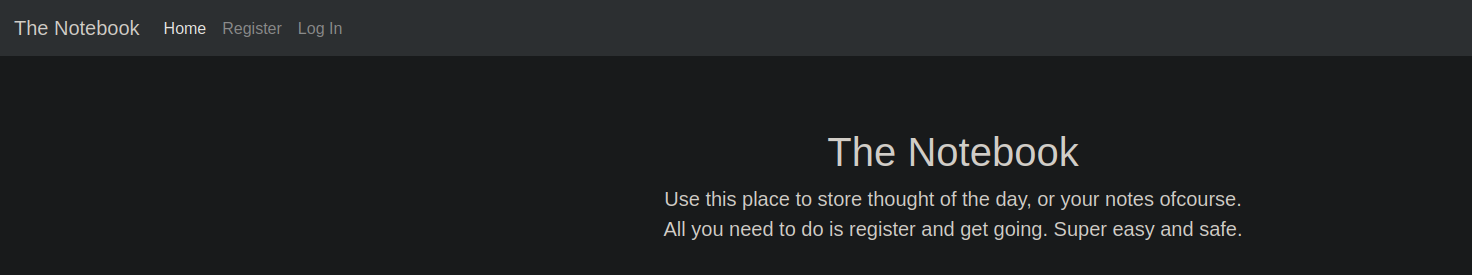 The Notebook Home Register Log In
The Notebook
Use this place to store thought of the day, or your notes ofcourse.
All you need to do is register and get going. Super easy and safe.